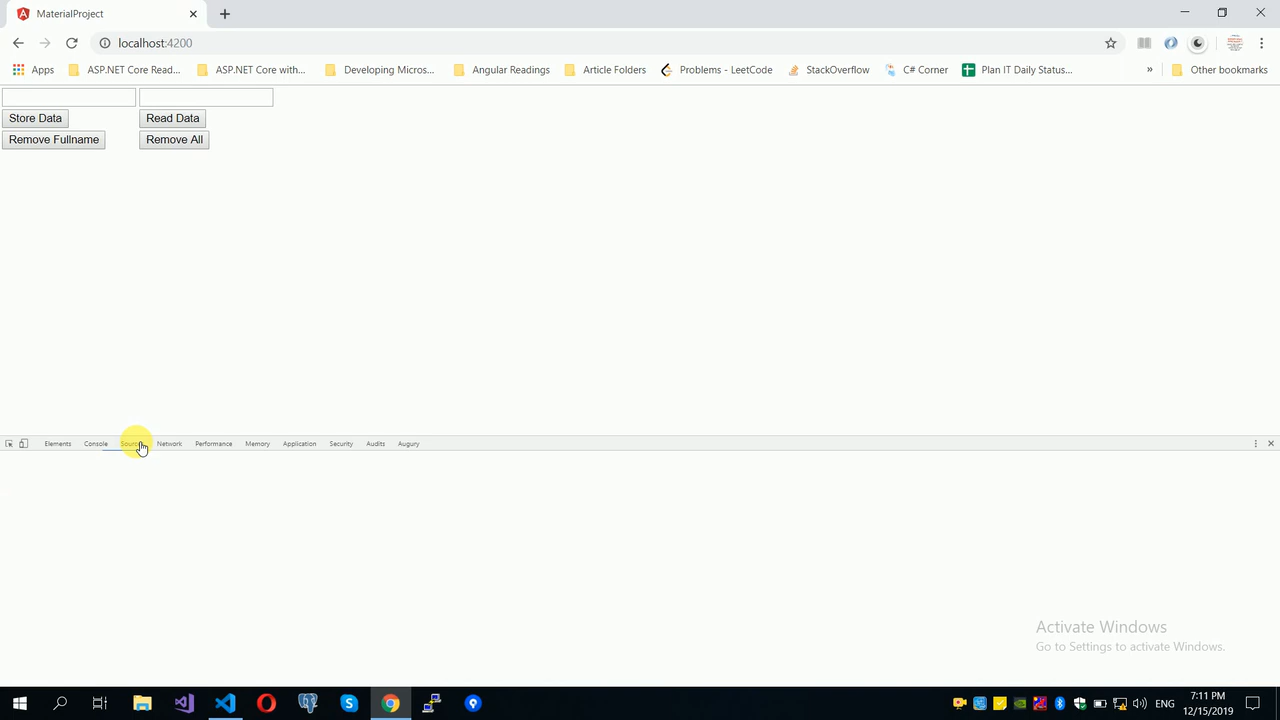 MaterialProject
localhost:4200
Apps ASP.NET Core Read... ASP.NET Core with... Developing Micros... Angular Readings Article Folders Problems - LeetCode StackOverflow C# Corner Plan IT Daily Status... » Other bookmarks
Store Data Read Data
Remove Fullname Remove All
Elements Console Network Performance Memory Application Security Audits Augury
Activate Windows
Go to Settings to activate Windows.
ENG
7:11 PM
12/15/2019